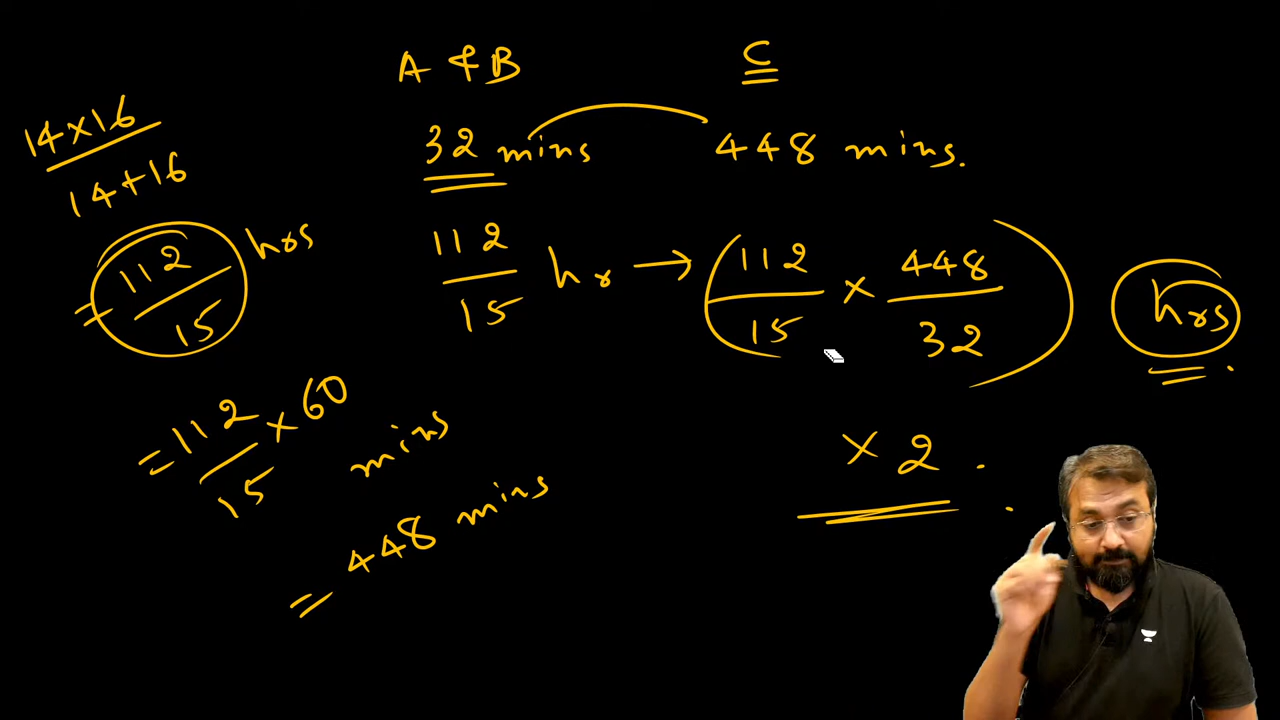 14×16
14+16
= 112/15 hrs
= 112/15 × 60 mins
= 448 mins
A & B
C
32 mins
448 mins.
112/15 hr → (112/15 × 448/32) hrs.
× 2.